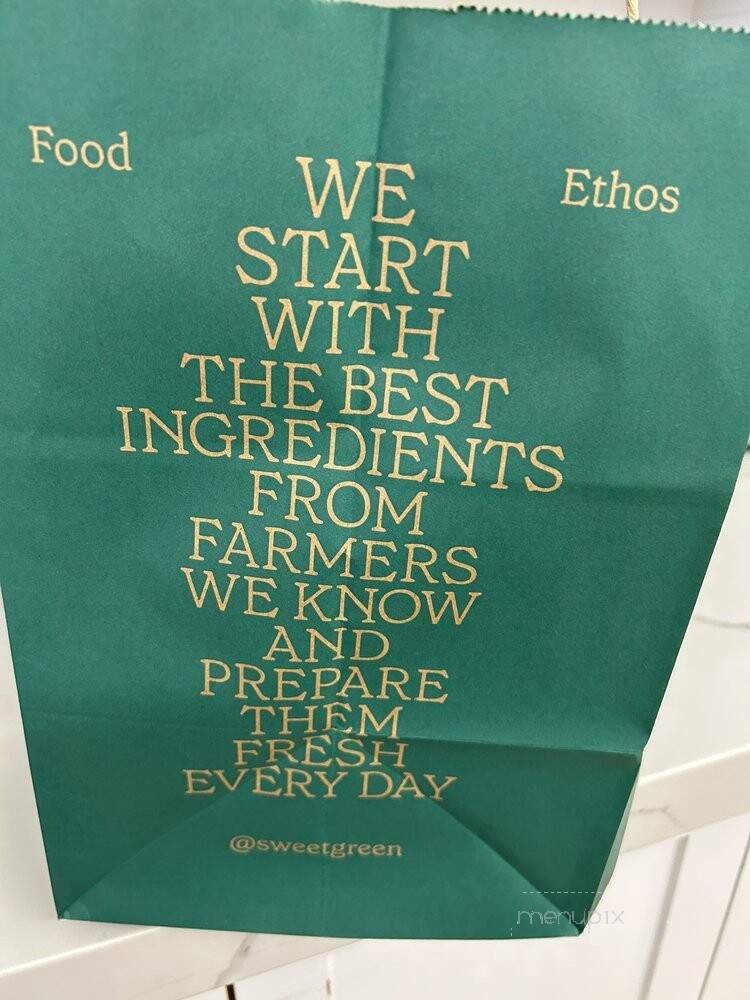 Food
Ethos
WE
START
WITH
THE BEST
INGREDIENTS
FROM
FARMERS
WE KNOW
AND
PREPARE
THEM
FRESH
EVERY DAY
@sweetgreen
menupix